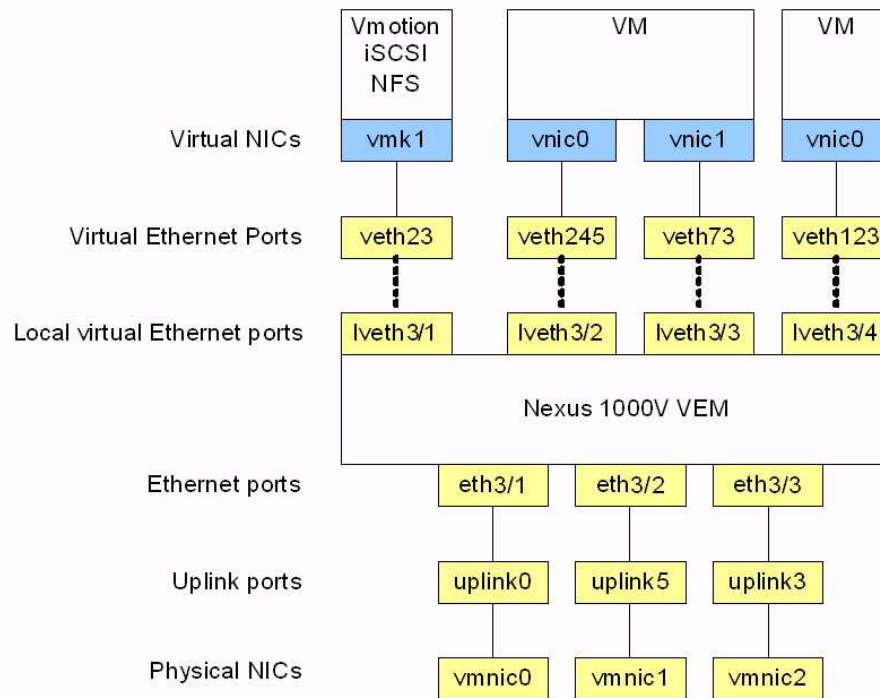 Vmotion
iSCSI
NFS
VM
VM
Virtual NICs
vmk1
vnic0
vnic1
vnic0
Virtual Ethernet Ports
veth23
veth245
veth73
veth123
Local virtual Ethernet ports
lveth3/1
lveth3/2
lveth3/3
lveth3/4
Nexus 1000V VEM
Ethernet ports
eth3/1
eth3/2
eth3/3
Uplink ports
uplink0
uplink5
uplink3
Physical NICs
vmnic0
vmnic1
vmnic2